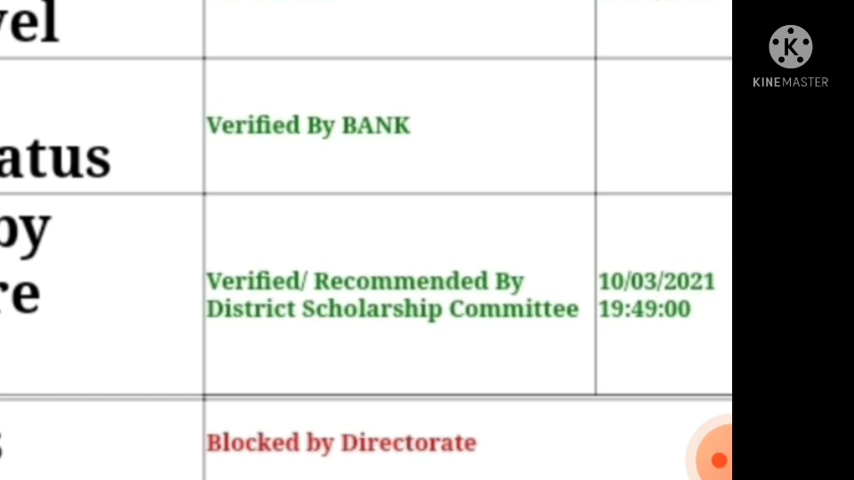 vel
Verified By BANK
atus
by
re
Verified/ Recommended By
District Scholarship Committee
10/03/2021
19:49:00
Blocked by Directorate
K
KINEMASTER